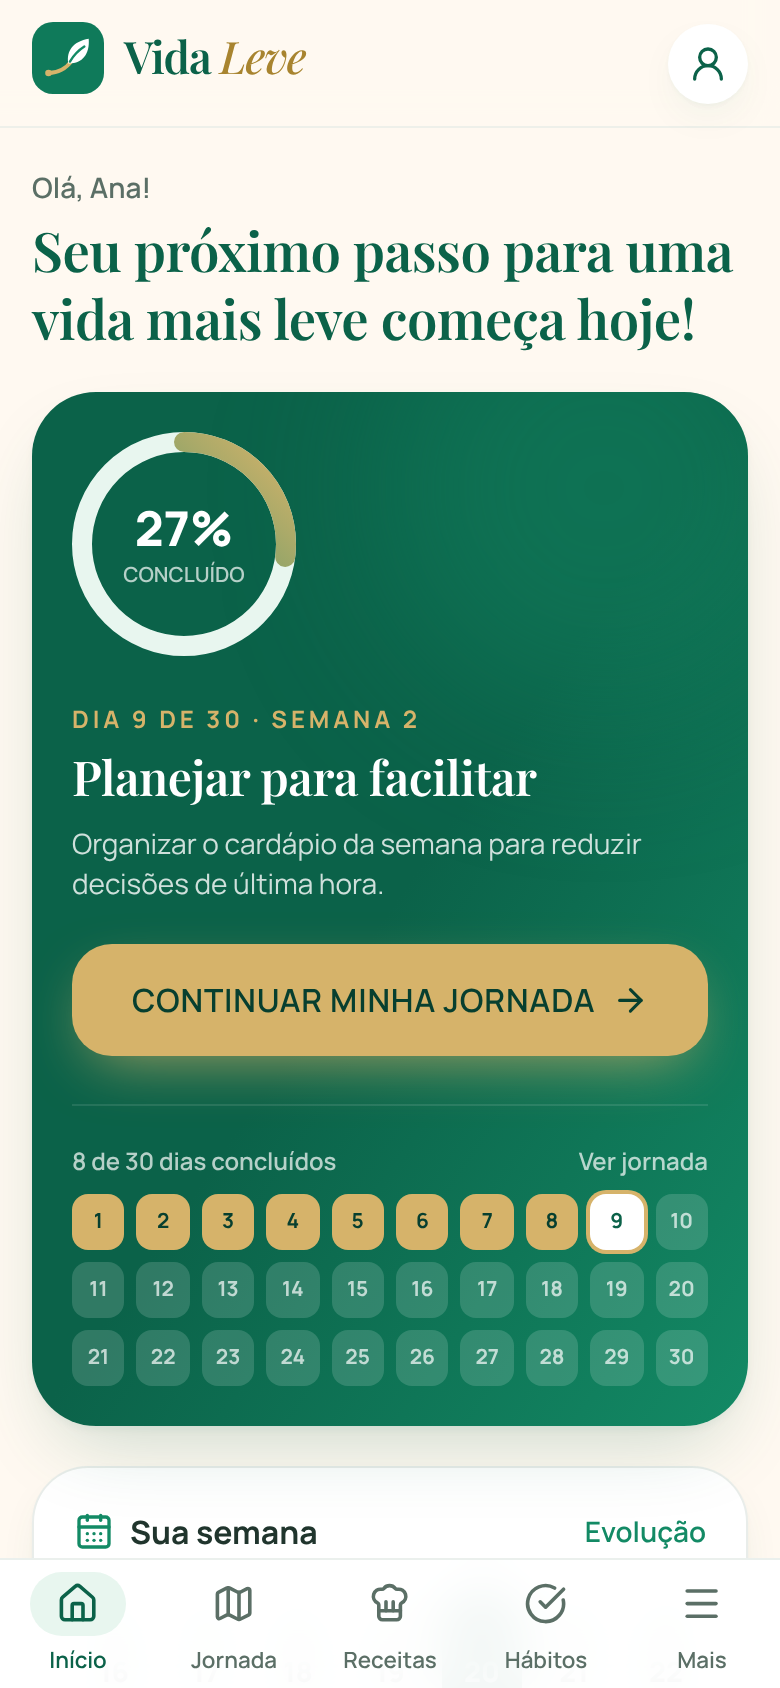 Vida Leve
Olá, Ana!
Seu próximo passo para uma
vida mais leve começa hoje!
27%
CONCLUÍDO
DIA 9 DE 30 · SEMANA 2
Planejar para facilitar
Organizar o cardápio da semana para reduzir
decisões de última hora.
CONTINUAR MINHA JORNADA →
8 de 30 dias concluídos Ver jornada
1 2 3 4 5 6 7 8 9 10
11 12 13 14 15 16 17 18 19 20
21 22 23 24 25 26 27 28 29 30
Sua semana Evolução
Início Jornada Receitas Hábitos Mais